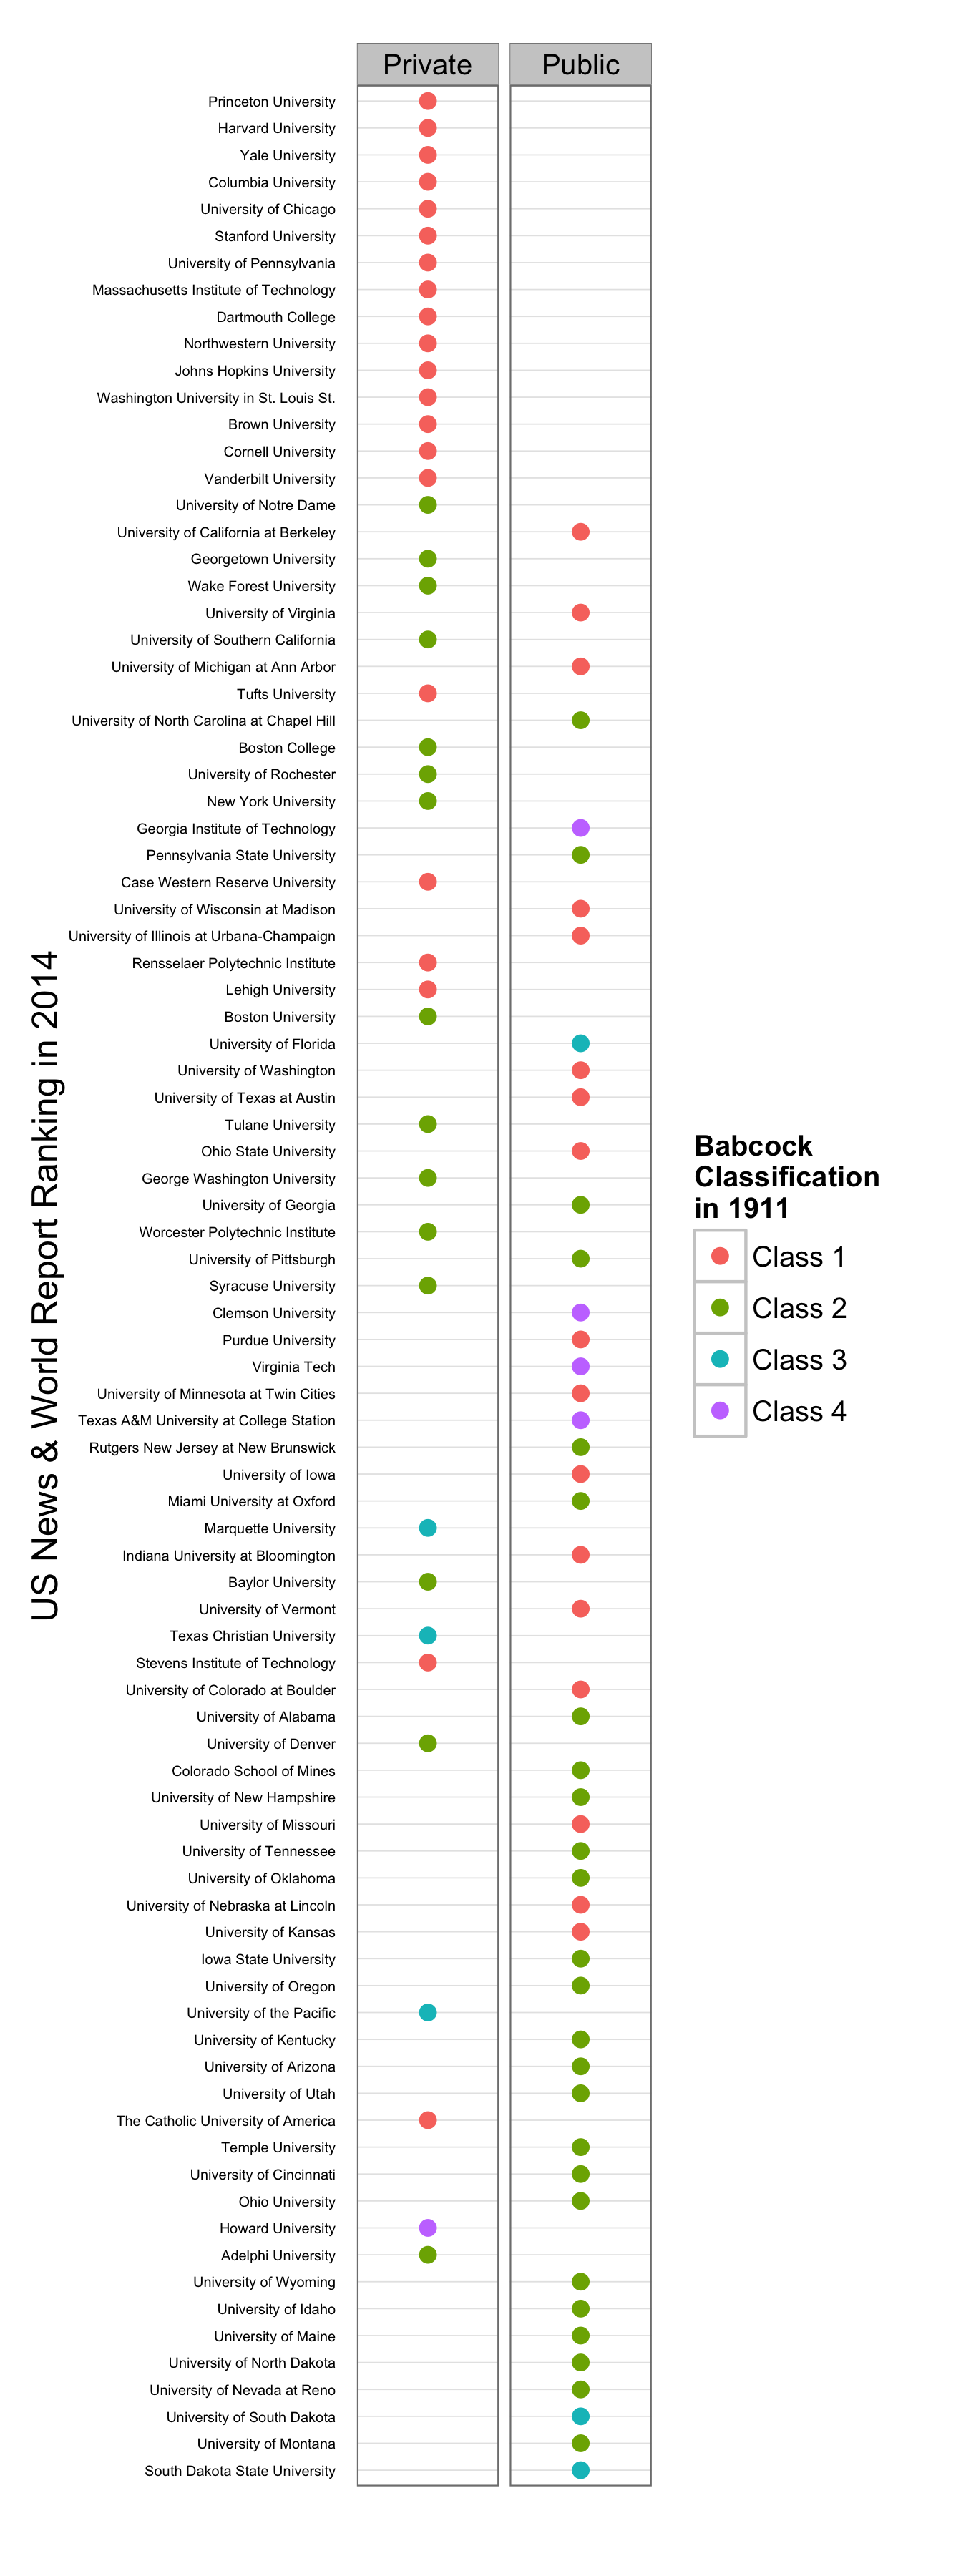 Private
Public
Princeton University
Harvard University
Yale University
Columbia University
University of Chicago
Stanford University
University of Pennsylvania
Massachusetts Institute of Technology
Dartmouth College
Northwestern University
Johns Hopkins University
Washington University in St. Louis St.
Brown University
Cornell University
Vanderbilt University
University of Notre Dame
University of California at Berkeley
Georgetown University
Wake Forest University
University of Virginia
University of Southern California
University of Michigan at Ann Arbor
Tufts University
University of North Carolina at Chapel Hill
Boston College
University of Rochester
New York University
Georgia Institute of Technology
Pennsylvania State University
Case Western Reserve University
University of Wisconsin at Madison
University of Illinois at Urbana-Champaign
Rensselaer Polytechnic Institute
Lehigh University
Boston University
University of Florida
University of Washington
University of Texas at Austin
Tulane University
Ohio State University
George Washington University
University of Georgia
Worcester Polytechnic Institute
University of Pittsburgh
Syracuse University
Clemson University
Purdue University
Virginia Tech
University of Minnesota at Twin Cities
Texas A&M University at College Station
Rutgers New Jersey at New Brunswick
University of Iowa
Miami University at Oxford
Marquette University
Indiana University at Bloomington
Baylor University
University of Vermont
Texas Christian University
Stevens Institute of Technology
University of Colorado at Boulder
University of Alabama
University of Denver
Colorado School of Mines
University of New Hampshire
University of Missouri
University of Tennessee
University of Oklahoma
University of Nebraska at Lincoln
University of Kansas
Iowa State University
University of Oregon
University of the Pacific
University of Kentucky
University of Arizona
University of Utah
The Catholic University of America
Temple University
University of Cincinnati
Ohio University
Howard University
Adelphi University
University of Wyoming
University of Idaho
University of Maine
University of North Dakota
University of Nevada at Reno
University of South Dakota
University of Montana
South Dakota State University
US News & World Report Ranking in 2014
Babcock
Classification
in 1911
Class 1
Class 2
Class 3
Class 4